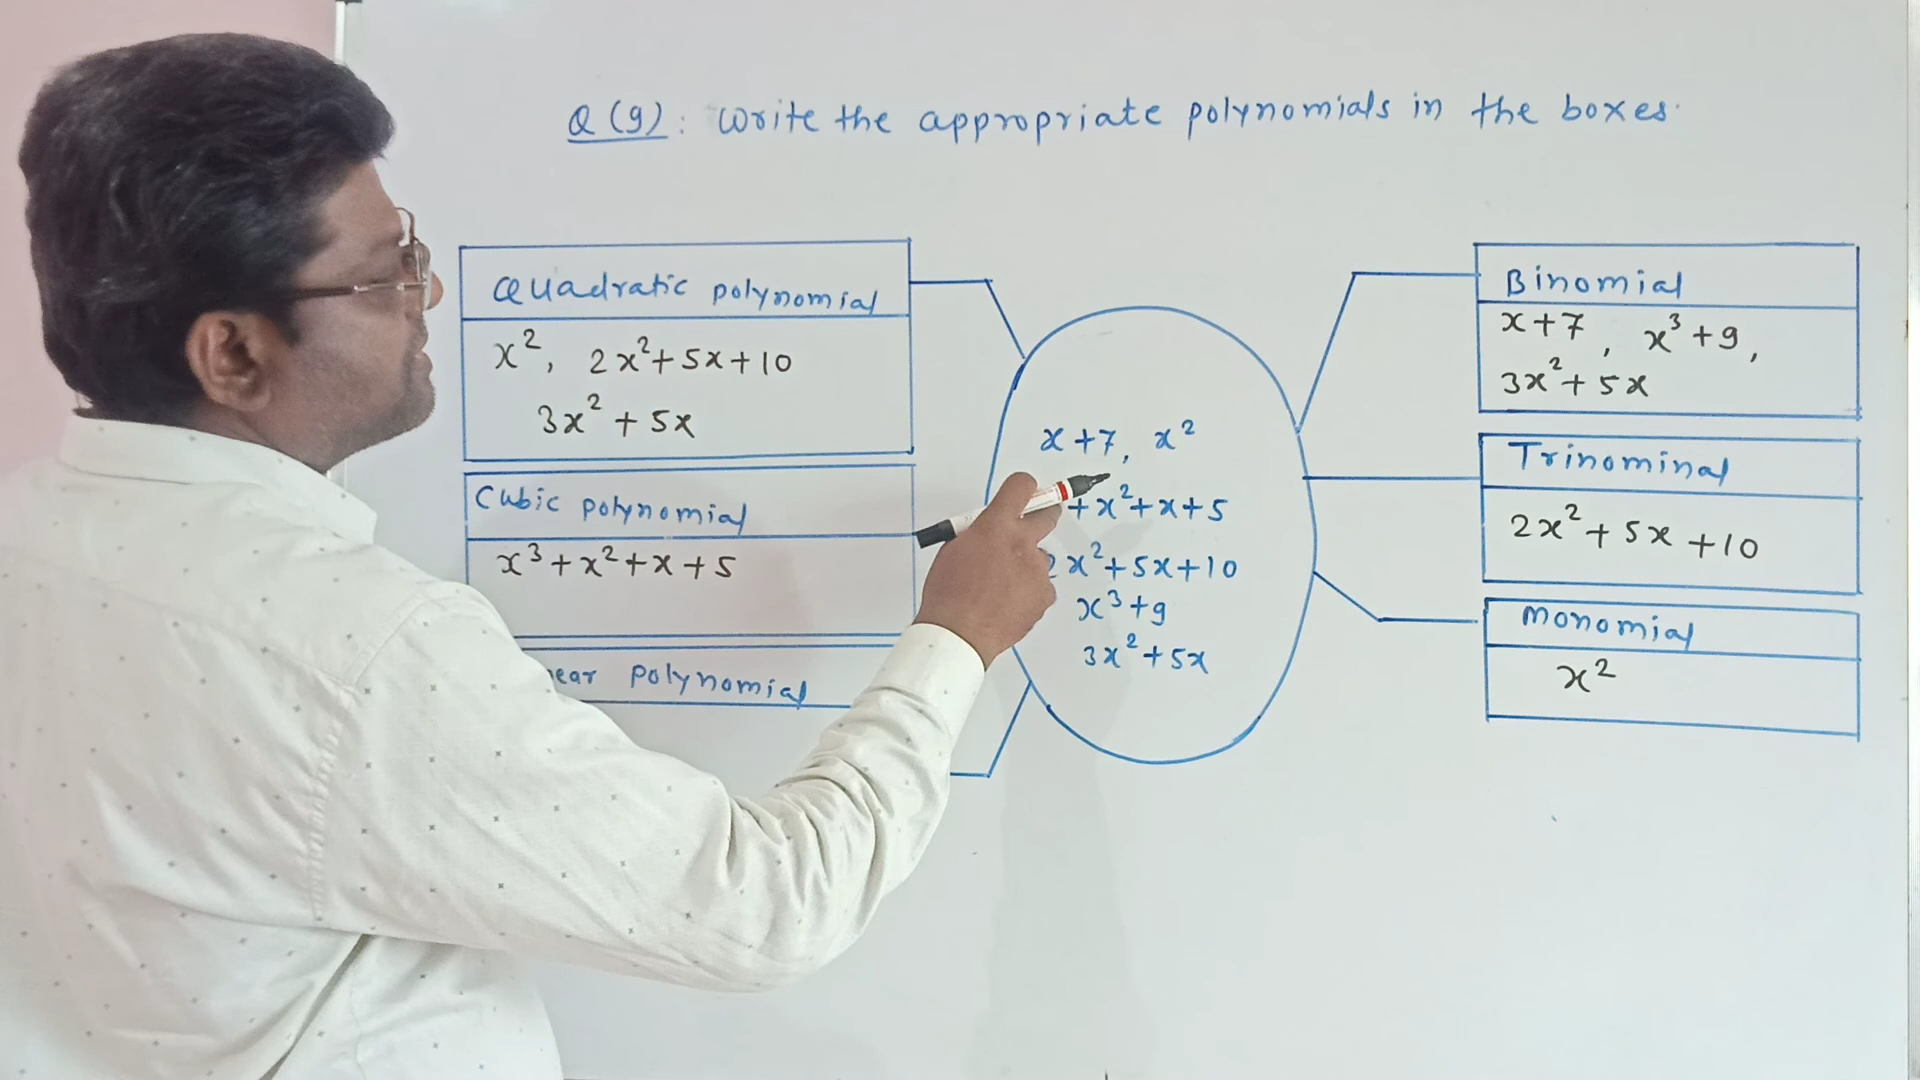 Q (9): Write the appropriate polynomials in the boxes.
Quadratic polynomial
x², 2x²+5x+10
3x² + 5x
Cubic polynomial
x³+x²+x+5
polynomial
x+7, x²
+x²+x+5
2x²+5x+10
x³+9
3x²+5x
Binomial
x+7, x³+9,
3x²+5x
Trinominal
2x²+5x+10
Monomial
x²